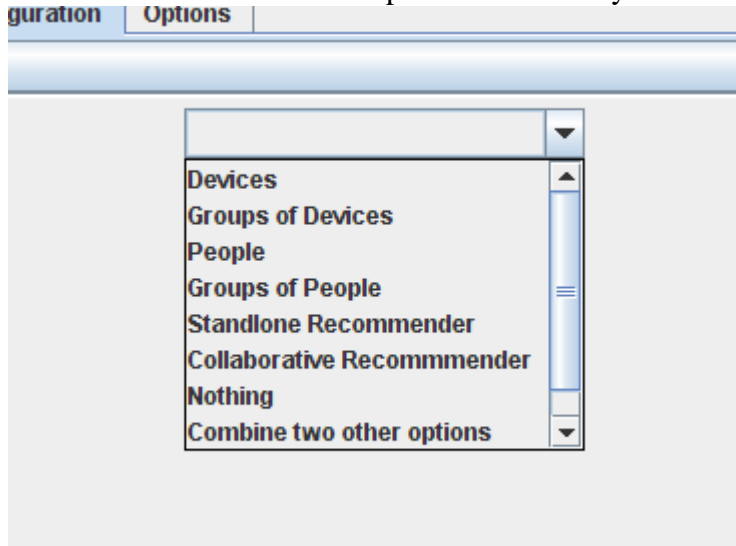 guration Options
Devices
Groups of Devices
People
Groups of People
Standlone Recommender
Collaborative Recommmender
Nothing
Combine two other options